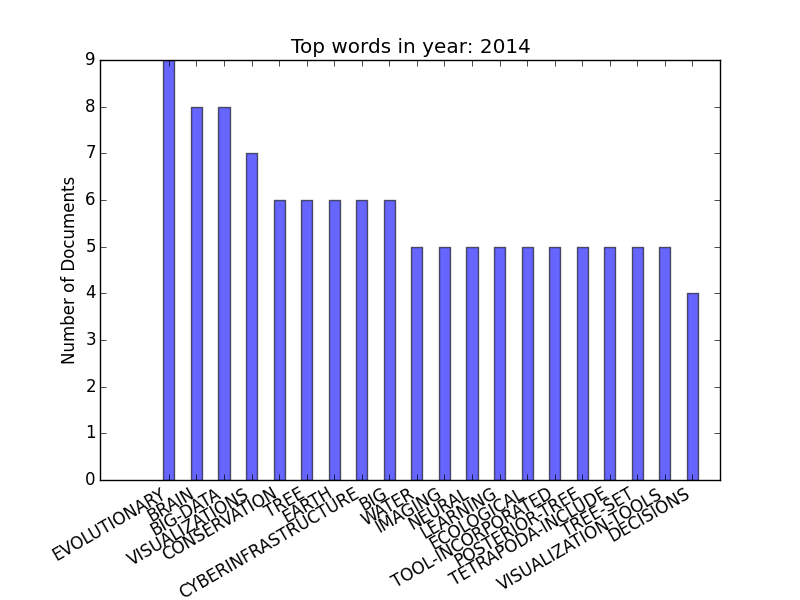 Top words in year: 2014
9
8
7
6
5
4
3
2
1
0
Number of Documents
EVOLUTIONARY
BRAIN
BIG-DATA
VISUALIZATIONS
CONSERVATION
TREE
EARTH
CYBERINFRASTRUCTURE
BIG
WATER
IMAGING
NEURAL
LEARNING
ECOLOGICAL
TOOL-INCORPORATED
POSTERIOR-TREE
TETRAPODA-INCLUDE
TREE-SET
VISUALIZATION-TOOLS
DECISIONS